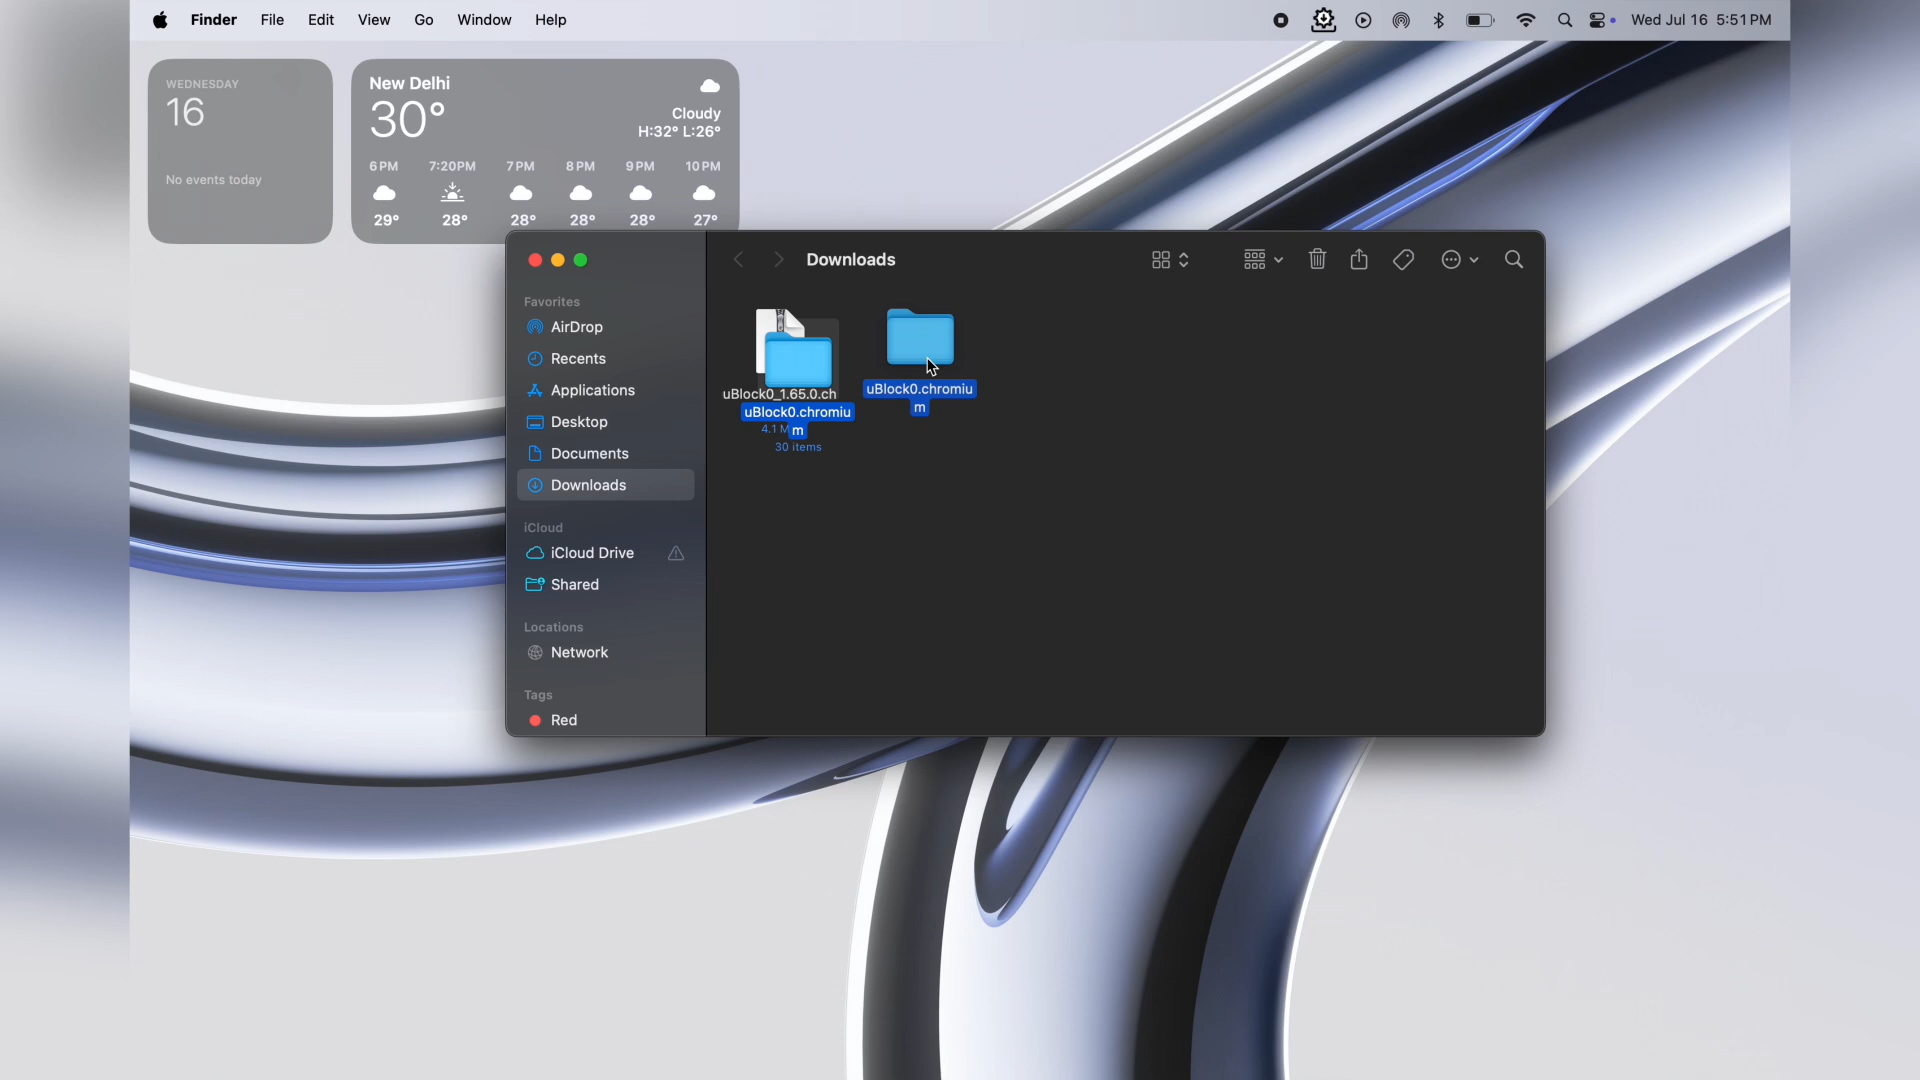 Finder File Edit View Go Window Help
Wed Jul 16 5:51 PM
WEDNESDAY
16
No events today
New Delhi
30°
Cloudy
H:32° L:26°
6 PM 7:20PM 7 PM 8 PM 9 PM 10 PM
29° 28° 28° 28° 28° 27°
Downloads
Favorites
AirDrop
Recents
Applications
Desktop
Documents
Downloads
iCloud
iCloud Drive
Shared
Locations
Network
Tags
Red
uBlock0_1.65.0.ch
uBlock0.chromiu
m
4.1 M
30 items
uBlock0.chromiu
m